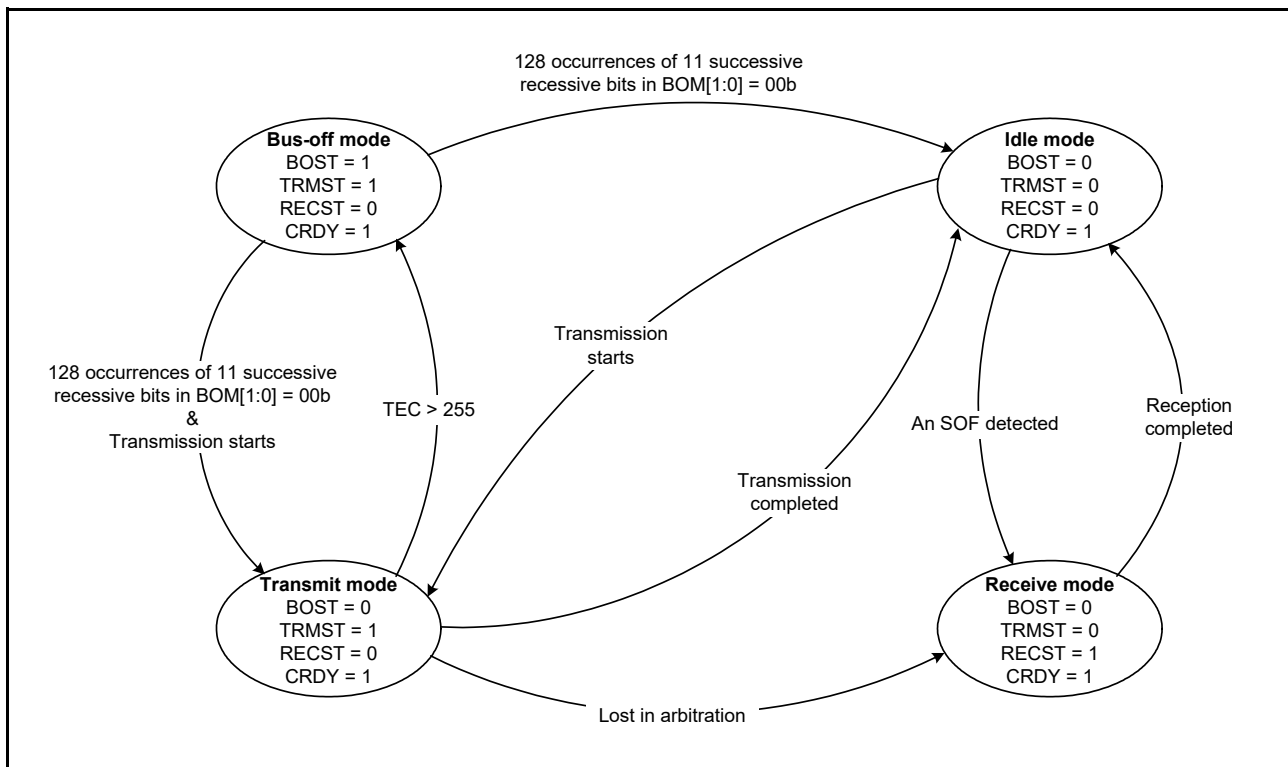 128 occurrences of 11 successive
recessive bits in BOM[1:0] = 00b
Bus-off mode
BOST = 1
TRMST = 1
RECST = 0
CRDY = 1
Idle mode
BOST = 0
TRMST = 0
RECST = 0
CRDY = 1
Transmission
starts
128 occurrences of 11 successive
recessive bits in BOM[1:0] = 00b
&
Transmission starts
TEC > 255
An SOF detected
Reception
completed
Transmission
completed
Transmit mode
BOST = 0
TRMST = 1
RECST = 0
CRDY = 1
Receive mode
BOST = 0
TRMST = 0
RECST = 1
CRDY = 1
Lost in arbitration